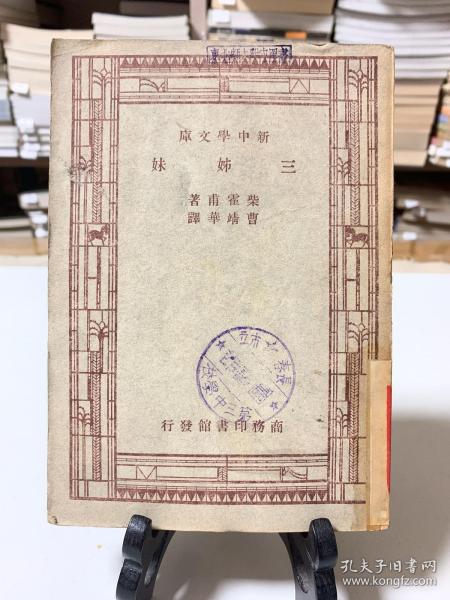 新中學文庫
三姊妹
柴霍甫著
曹靖華譯
商務印書館發行
孔夫子旧书网
www.kongfz.com